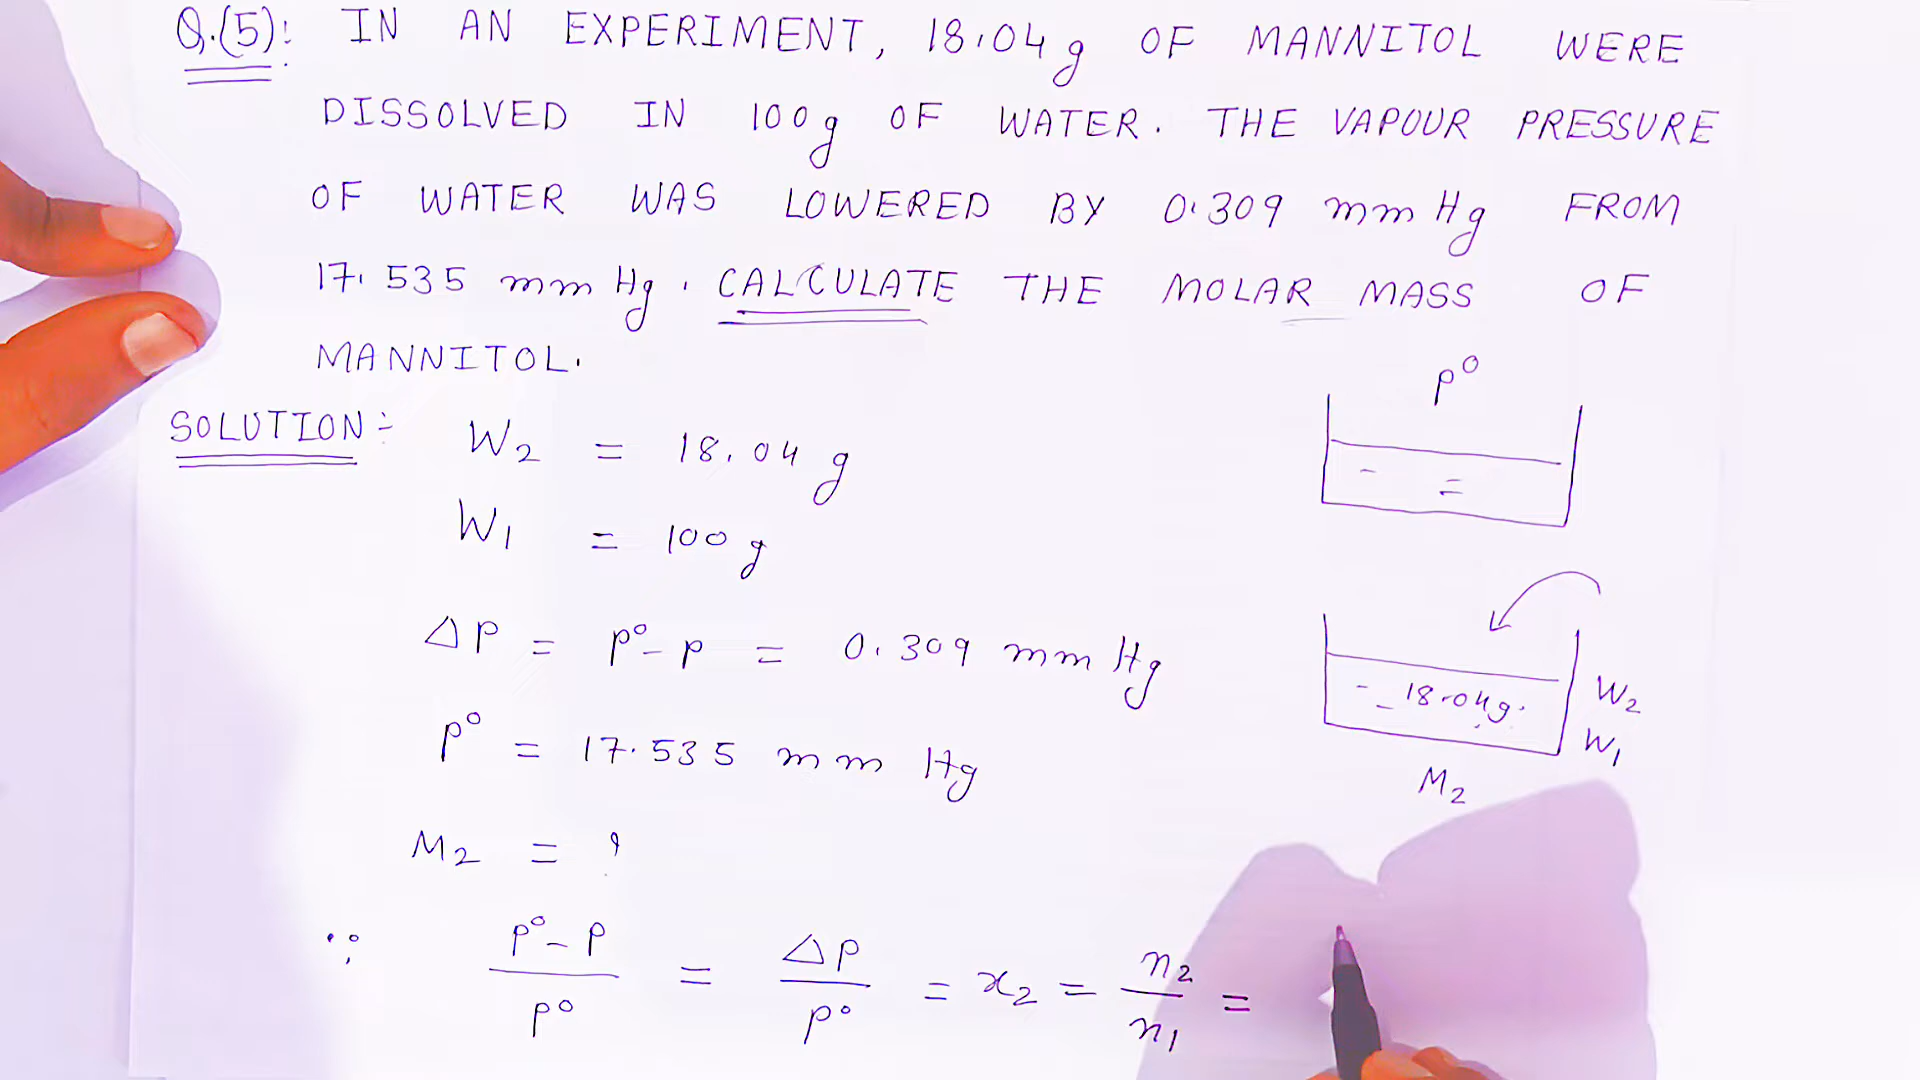 Q.(5): IN AN EXPERIMENT, 18.04 g OF MANNITOL WERE
DISSOLVED IN 100 g OF WATER. THE VAPOUR PRESSURE
OF WATER WAS LOWERED BY 0.309 mm Hg FROM
17.535 mm Hg. CALCULATE THE MOLAR MASS OF
MANNITOL.
P°
SOLUTION:-
W₂ = 18.04 g
W₁ = 100 g
ΔP = P° - P = 0.309 mm Hg
- 18.04g.
W₂
W₁
P° = 17.535 mm Hg
M₂
M₂ = ?
∵ P° - P / P° = ΔP / P° = x₂ = n₂ / n₁ =